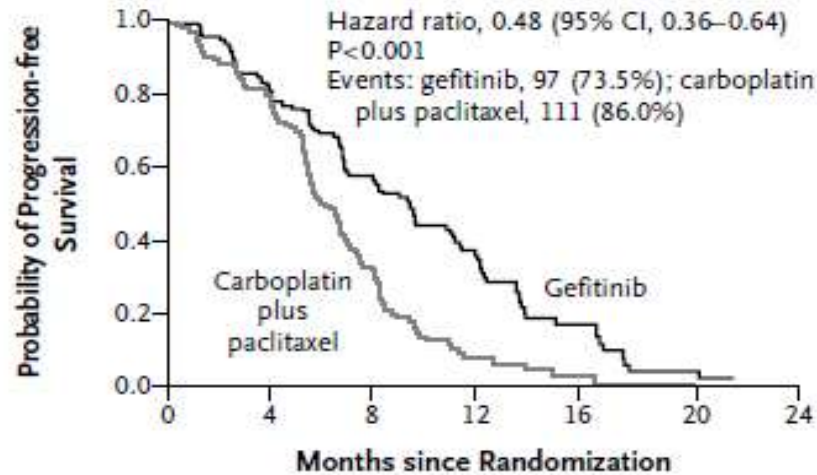 Hazard ratio, 0.48 (95% CI, 0.36–0.64)
P<0.001
Events: gefitinib, 97 (73.5%); carboplatin
plus paclitaxel, 111 (86.0%)
Probability of Progression-free
Survival
1.0
0.8
0.6
0.4
0.2
0.0
Carboplatin
plus
paclitaxel
Gefitinib
0 4 8 12 16 20 24
Months since Randomization